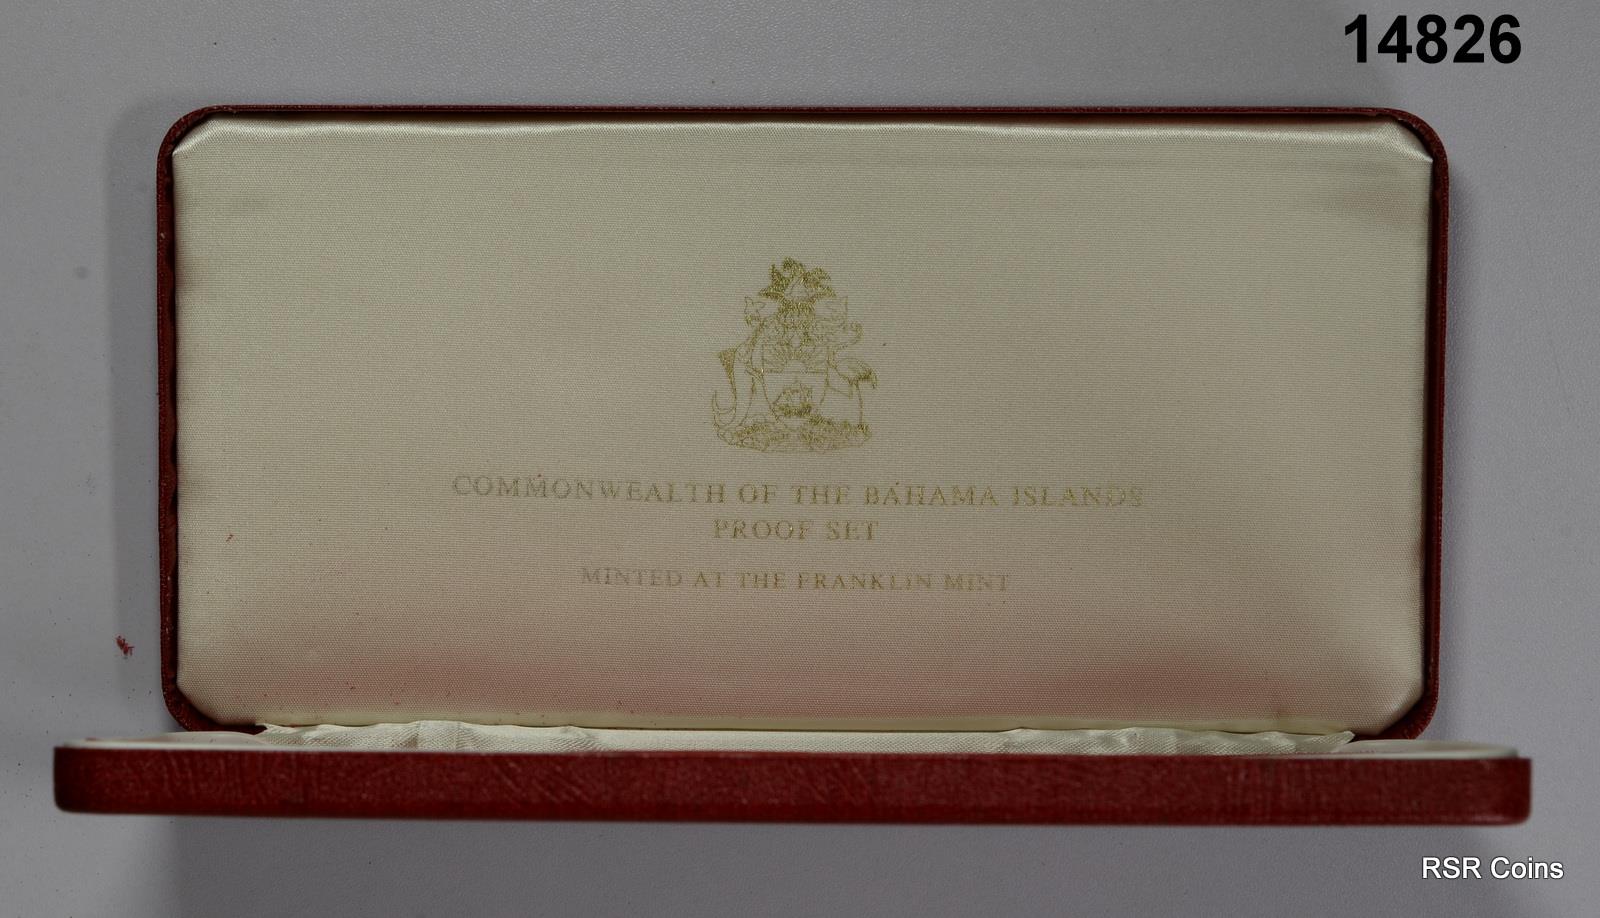 14826
COMMONWEALTH OF THE BAHAMA ISLANDS
PROOF SET
MINTED AT THE FRANKLIN MINT
RSR Coins